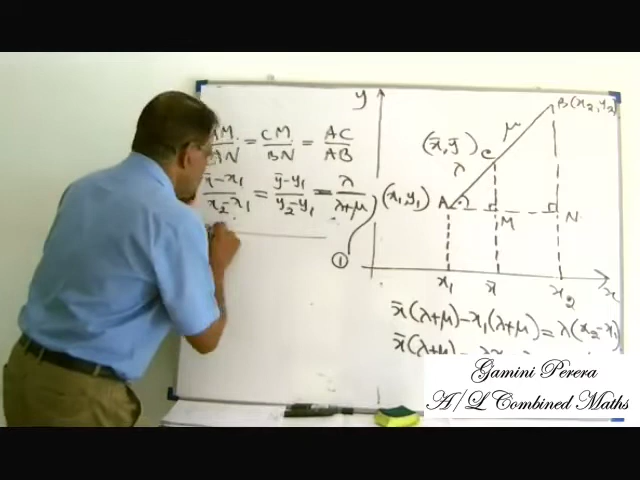 AM/AN = CM/BN = AC/AB
x̄-x₁/x₂-x₁ = ȳ-y₁/y₂-y₁ = λ/λ+μ
①
y
B(x₂,y₂)
μ
(x̄,ȳ) C
λ
(x₁,y₁) A
M
N
x₁ x̄ x₂ x
x̄(λ+μ)-x₁(λ+μ)=λ(x₂-x₁)
x̄(λ+μ)
Gamini Perera
A/L Combined Maths